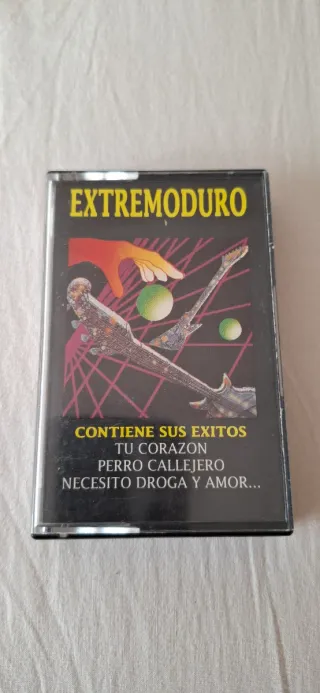 EXTREMODURO
CONTIENE SUS EXITOS
TU CORAZON
PERRO CALLEJERO
NECESITO DROGA Y AMOR...